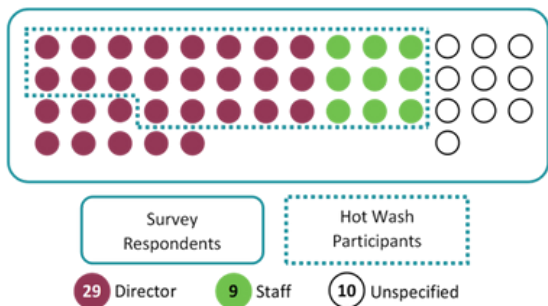 Survey
Respondents
Hot Wash
Participants
29 Director
9 Staff
10 Unspecified